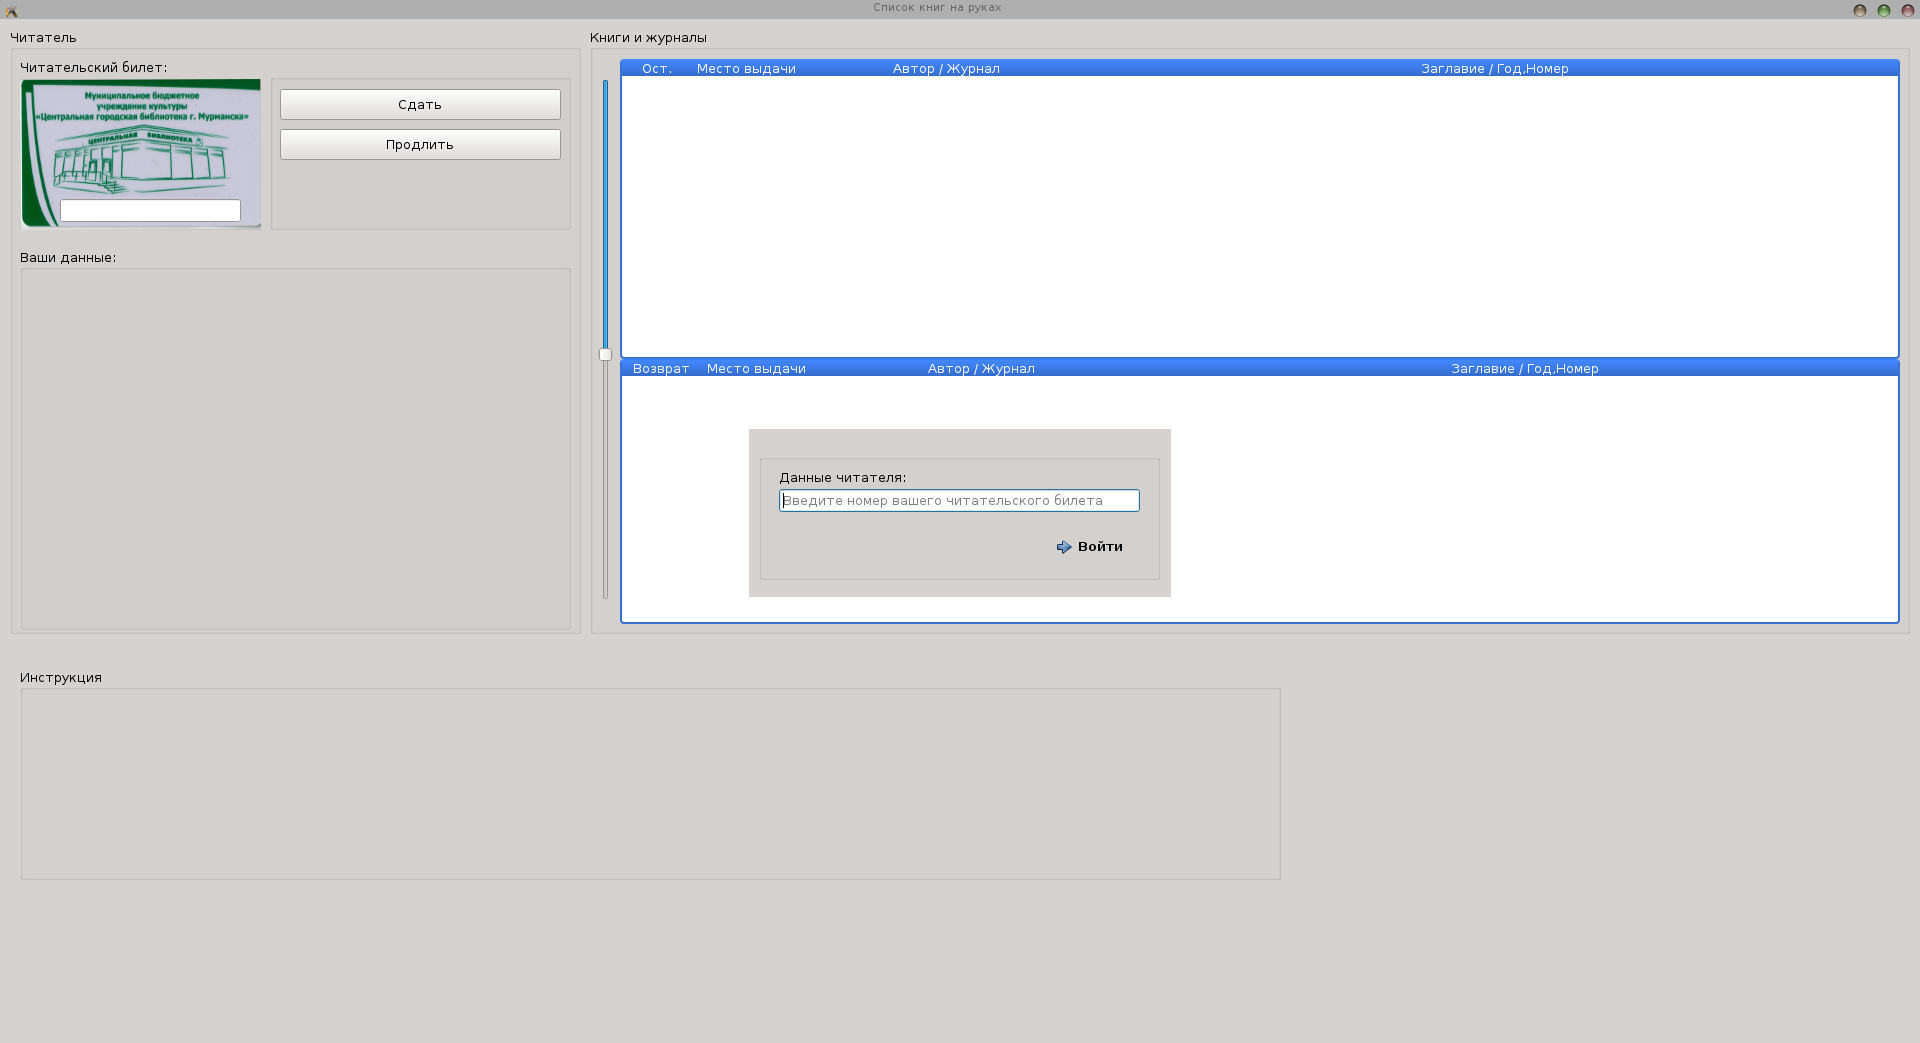 Список книг на руках
Читатель
Читательский билет:
Муниципальное бюджетное
учреждение культуры
«Центральная городская библиотека г. Мурманска»
ЦЕНТРАЛЬНАЯ БИБЛИОТЕКА
Сдать
Продлить
Ваши данные:
Книги и журналы
Ост. Место выдачи Автор / Журнал Заглавие / Год,Номер
Возврат Место выдачи Автор / Журнал Заглавие / Год,Номер
Данные читателя:
Введите номер вашего читательского билета
Войти
Инструкция